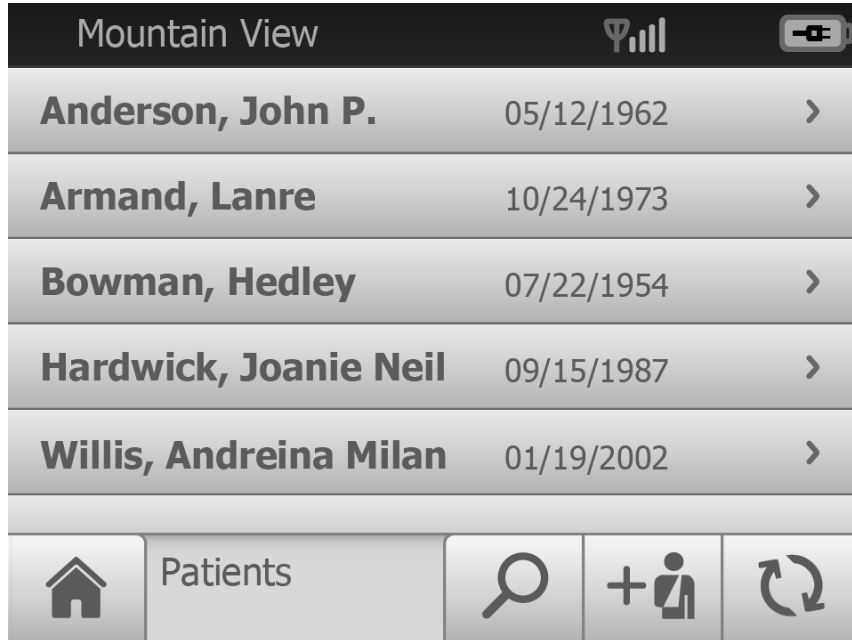 Mountain View
Anderson, John P. 05/12/1962
Armand, Lanre 10/24/1973
Bowman, Hedley 07/22/1954
Hardwick, Joanie Neil 09/15/1987
Willis, Andreina Milan 01/19/2002
Patients